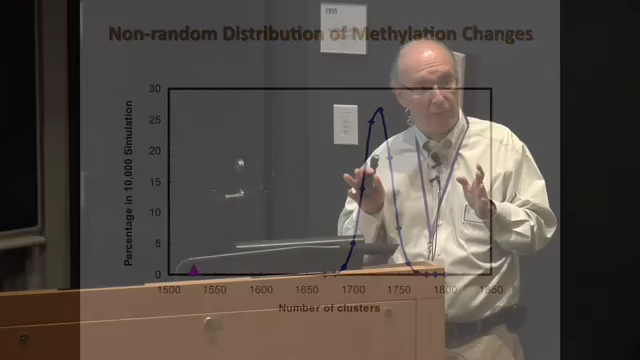 Non-random Distribution of Methylation Changes
Percentage in 10,000 Simulation
30
25
20
15
10
5
0
1500 1550 1600 1650 1700 1750 1800 1850
Number of clusters